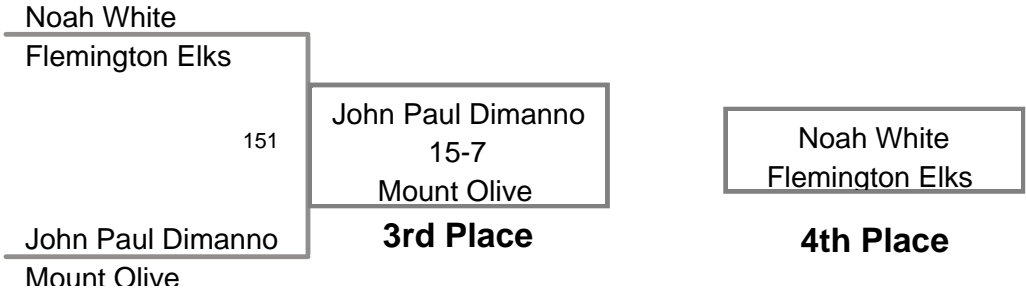 Noah White
Flemington Elks
151
John Paul Dimanno
Mount Olive
John Paul Dimanno
15-7
Mount Olive
3rd Place
Noah White
Flemington Elks
4th Place